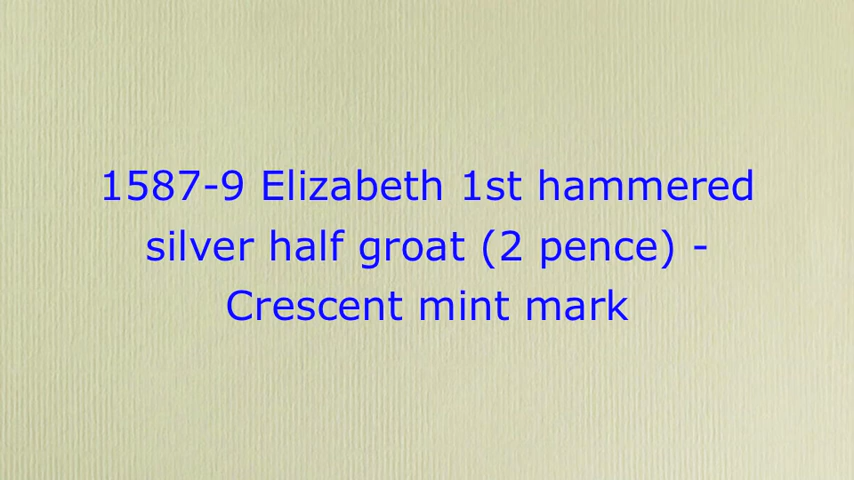 1587-9 Elizabeth 1st hammered
silver half groat (2 pence) -
Crescent mint mark